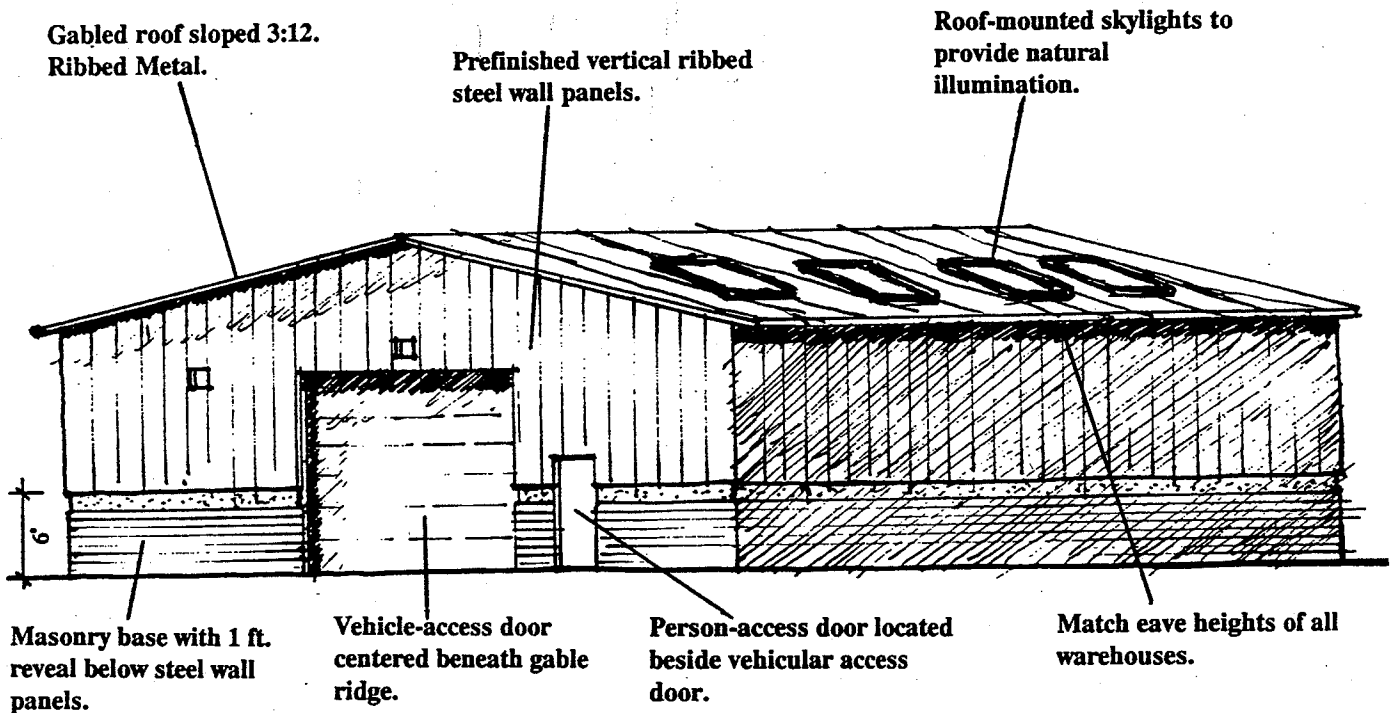 Gabled roof sloped 3:12.
Ribbed Metal.
Prefinished vertical ribbed
steel wall panels.
Roof-mounted skylights to
provide natural
illumination.
6'
Masonry base with 1 ft.
reveal below steel wall
panels.
Vehicle-access door
centered beneath gable
ridge.
Person-access door located
beside vehicular access
door.
Match eave heights of all
warehouses.